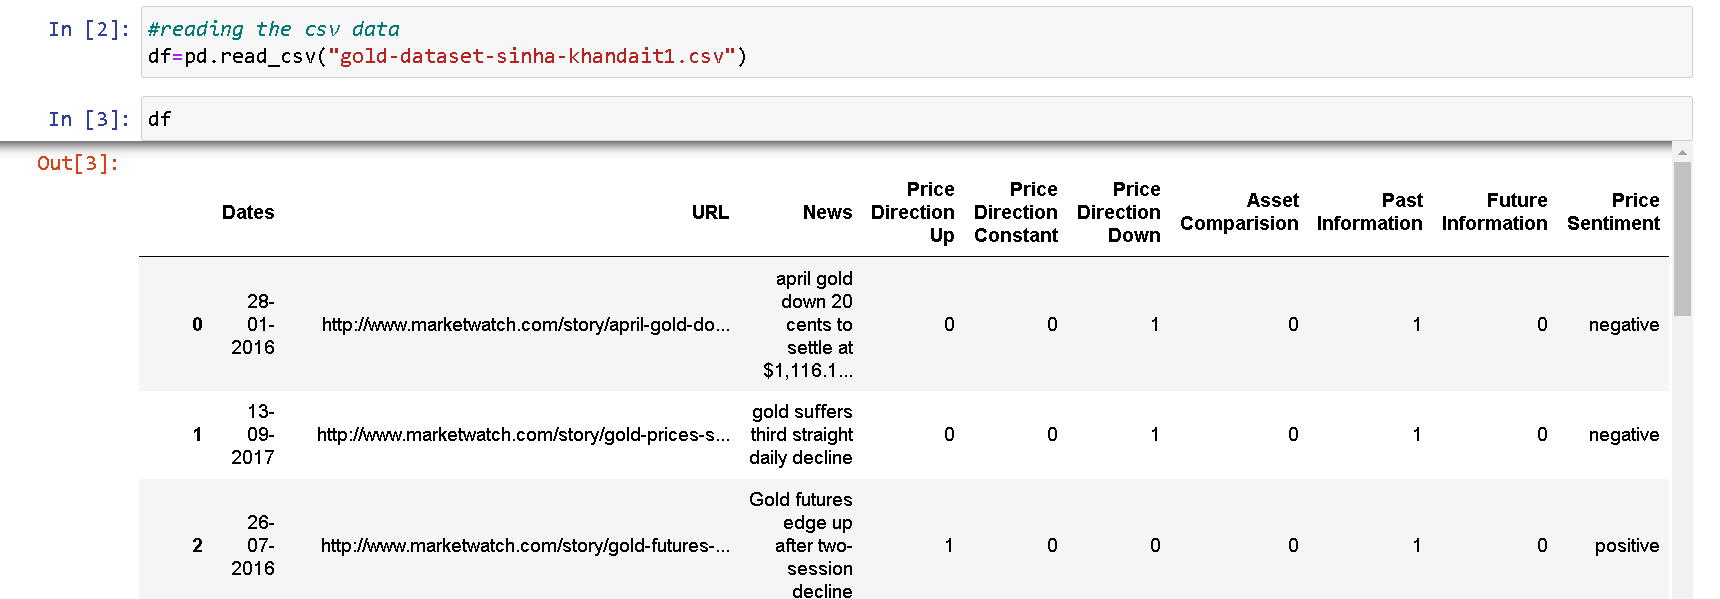 In [2]: #reading the csv data
df=pd.read_csv("gold-dataset-sinha-khandait1.csv")
In [3]: df
Out[3]:
Dates URL News Price Direction Up Price Direction Constant Price Direction Down Asset Comparision Past Information Future Information Price Sentiment
0 28-01-2016 http://www.marketwatch.com/story/april-gold-do... april gold down 20 cents to settle at $1,116.1... 0 0 1 0 1 0 negative
1 13-09-2017 http://www.marketwatch.com/story/gold-prices-s... gold suffers third straight daily decline 0 0 1 0 1 0 negative
2 26-07-2016 http://www.marketwatch.com/story/gold-futures-... Gold futures edge up after two-session decline 1 0 0 0 1 0 positive